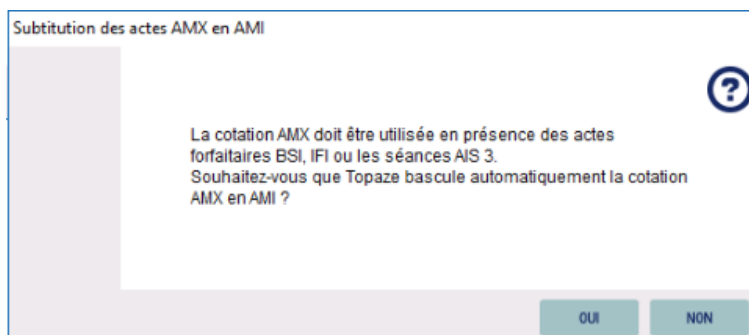 Subtitution des actes AMX en AMI
?
La cotation AMX doit être utilisée en présence des actes
forfaitaires BSI, IFI ou les séances AIS 3.
Souhaitez-vous que Topaze bascule automatiquement la cotation
AMX en AMI ?
OUI NON